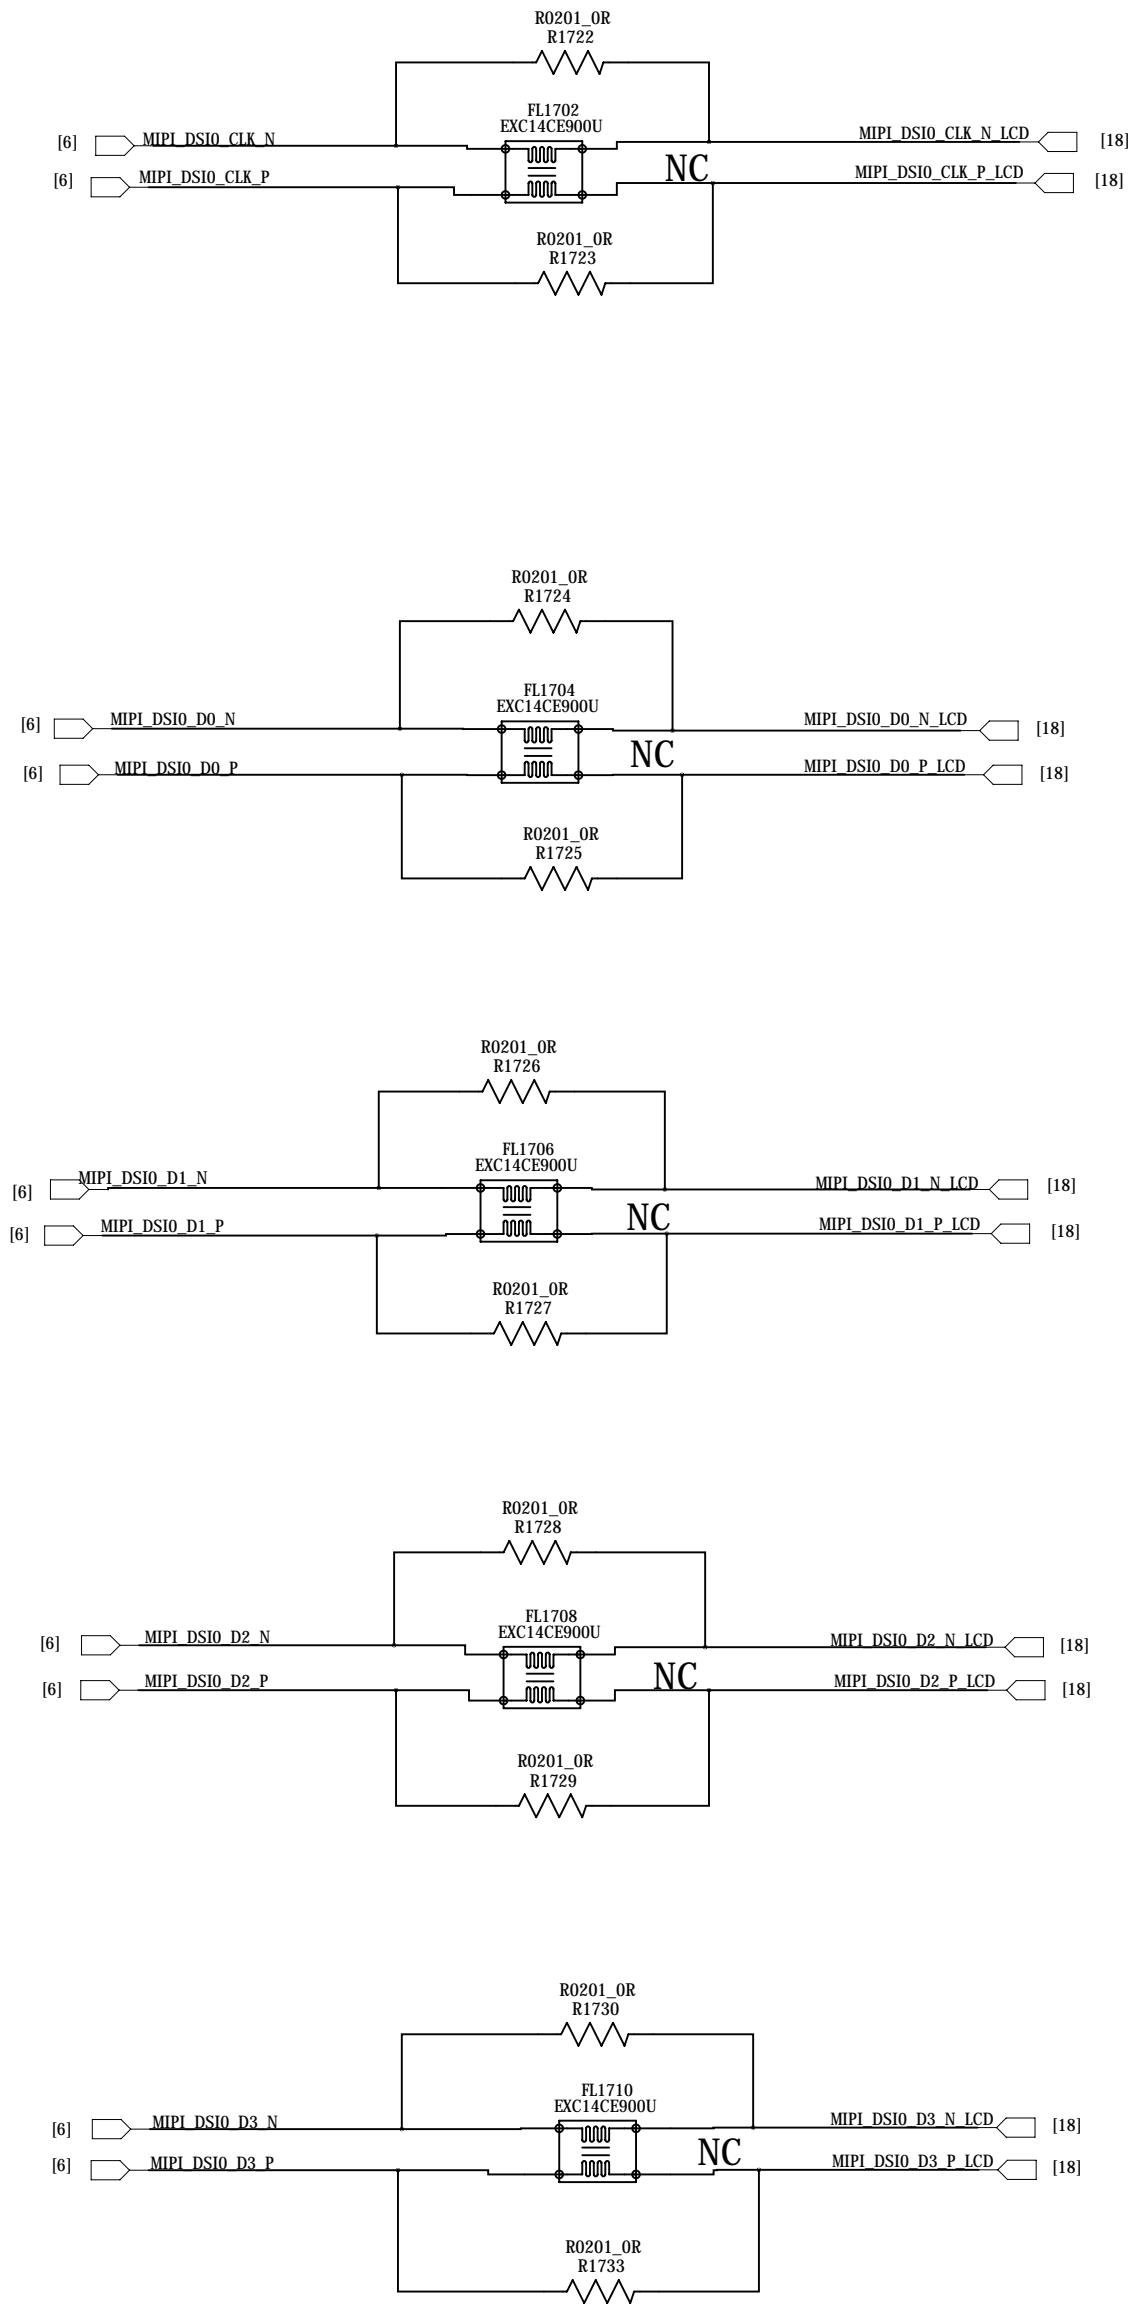 R0201_0R
R1722
FL1702
EXC14CE900U
[6] MIPI_DSI0_CLK_N MIPI_DSI0_CLK_N_LCD [18]
[6] MIPI_DSI0_CLK_P NC MIPI_DSI0_CLK_P_LCD [18]
R0201_0R
R1723
R0201_0R
R1724
FL1704
EXC14CE900U
[6] MIPI_DSI0_D0_N MIPI_DSI0_D0_N_LCD [18]
[6] MIPI_DSI0_D0_P NC MIPI_DSI0_D0_P_LCD [18]
R0201_0R
R1725
R0201_0R
R1726
FL1706
EXC14CE900U
[6] MIPI_DSI0_D1_N MIPI_DSI0_D1_N_LCD [18]
[6] MIPI_DSI0_D1_P NC MIPI_DSI0_D1_P_LCD [18]
R0201_0R
R1727
R0201_0R
R1728
FL1708
EXC14CE900U
[6] MIPI_DSI0_D2_N MIPI_DSI0_D2_N_LCD [18]
[6] MIPI_DSI0_D2_P NC MIPI_DSI0_D2_P_LCD [18]
R0201_0R
R1729
R0201_0R
R1730
FL1710
EXC14CE900U
[6] MIPI_DSI0_D3_N MIPI_DSI0_D3_N_LCD [18]
[6] MIPI_DSI0_D3_P NC MIPI_DSI0_D3_P_LCD [18]
R0201_0R
R1733